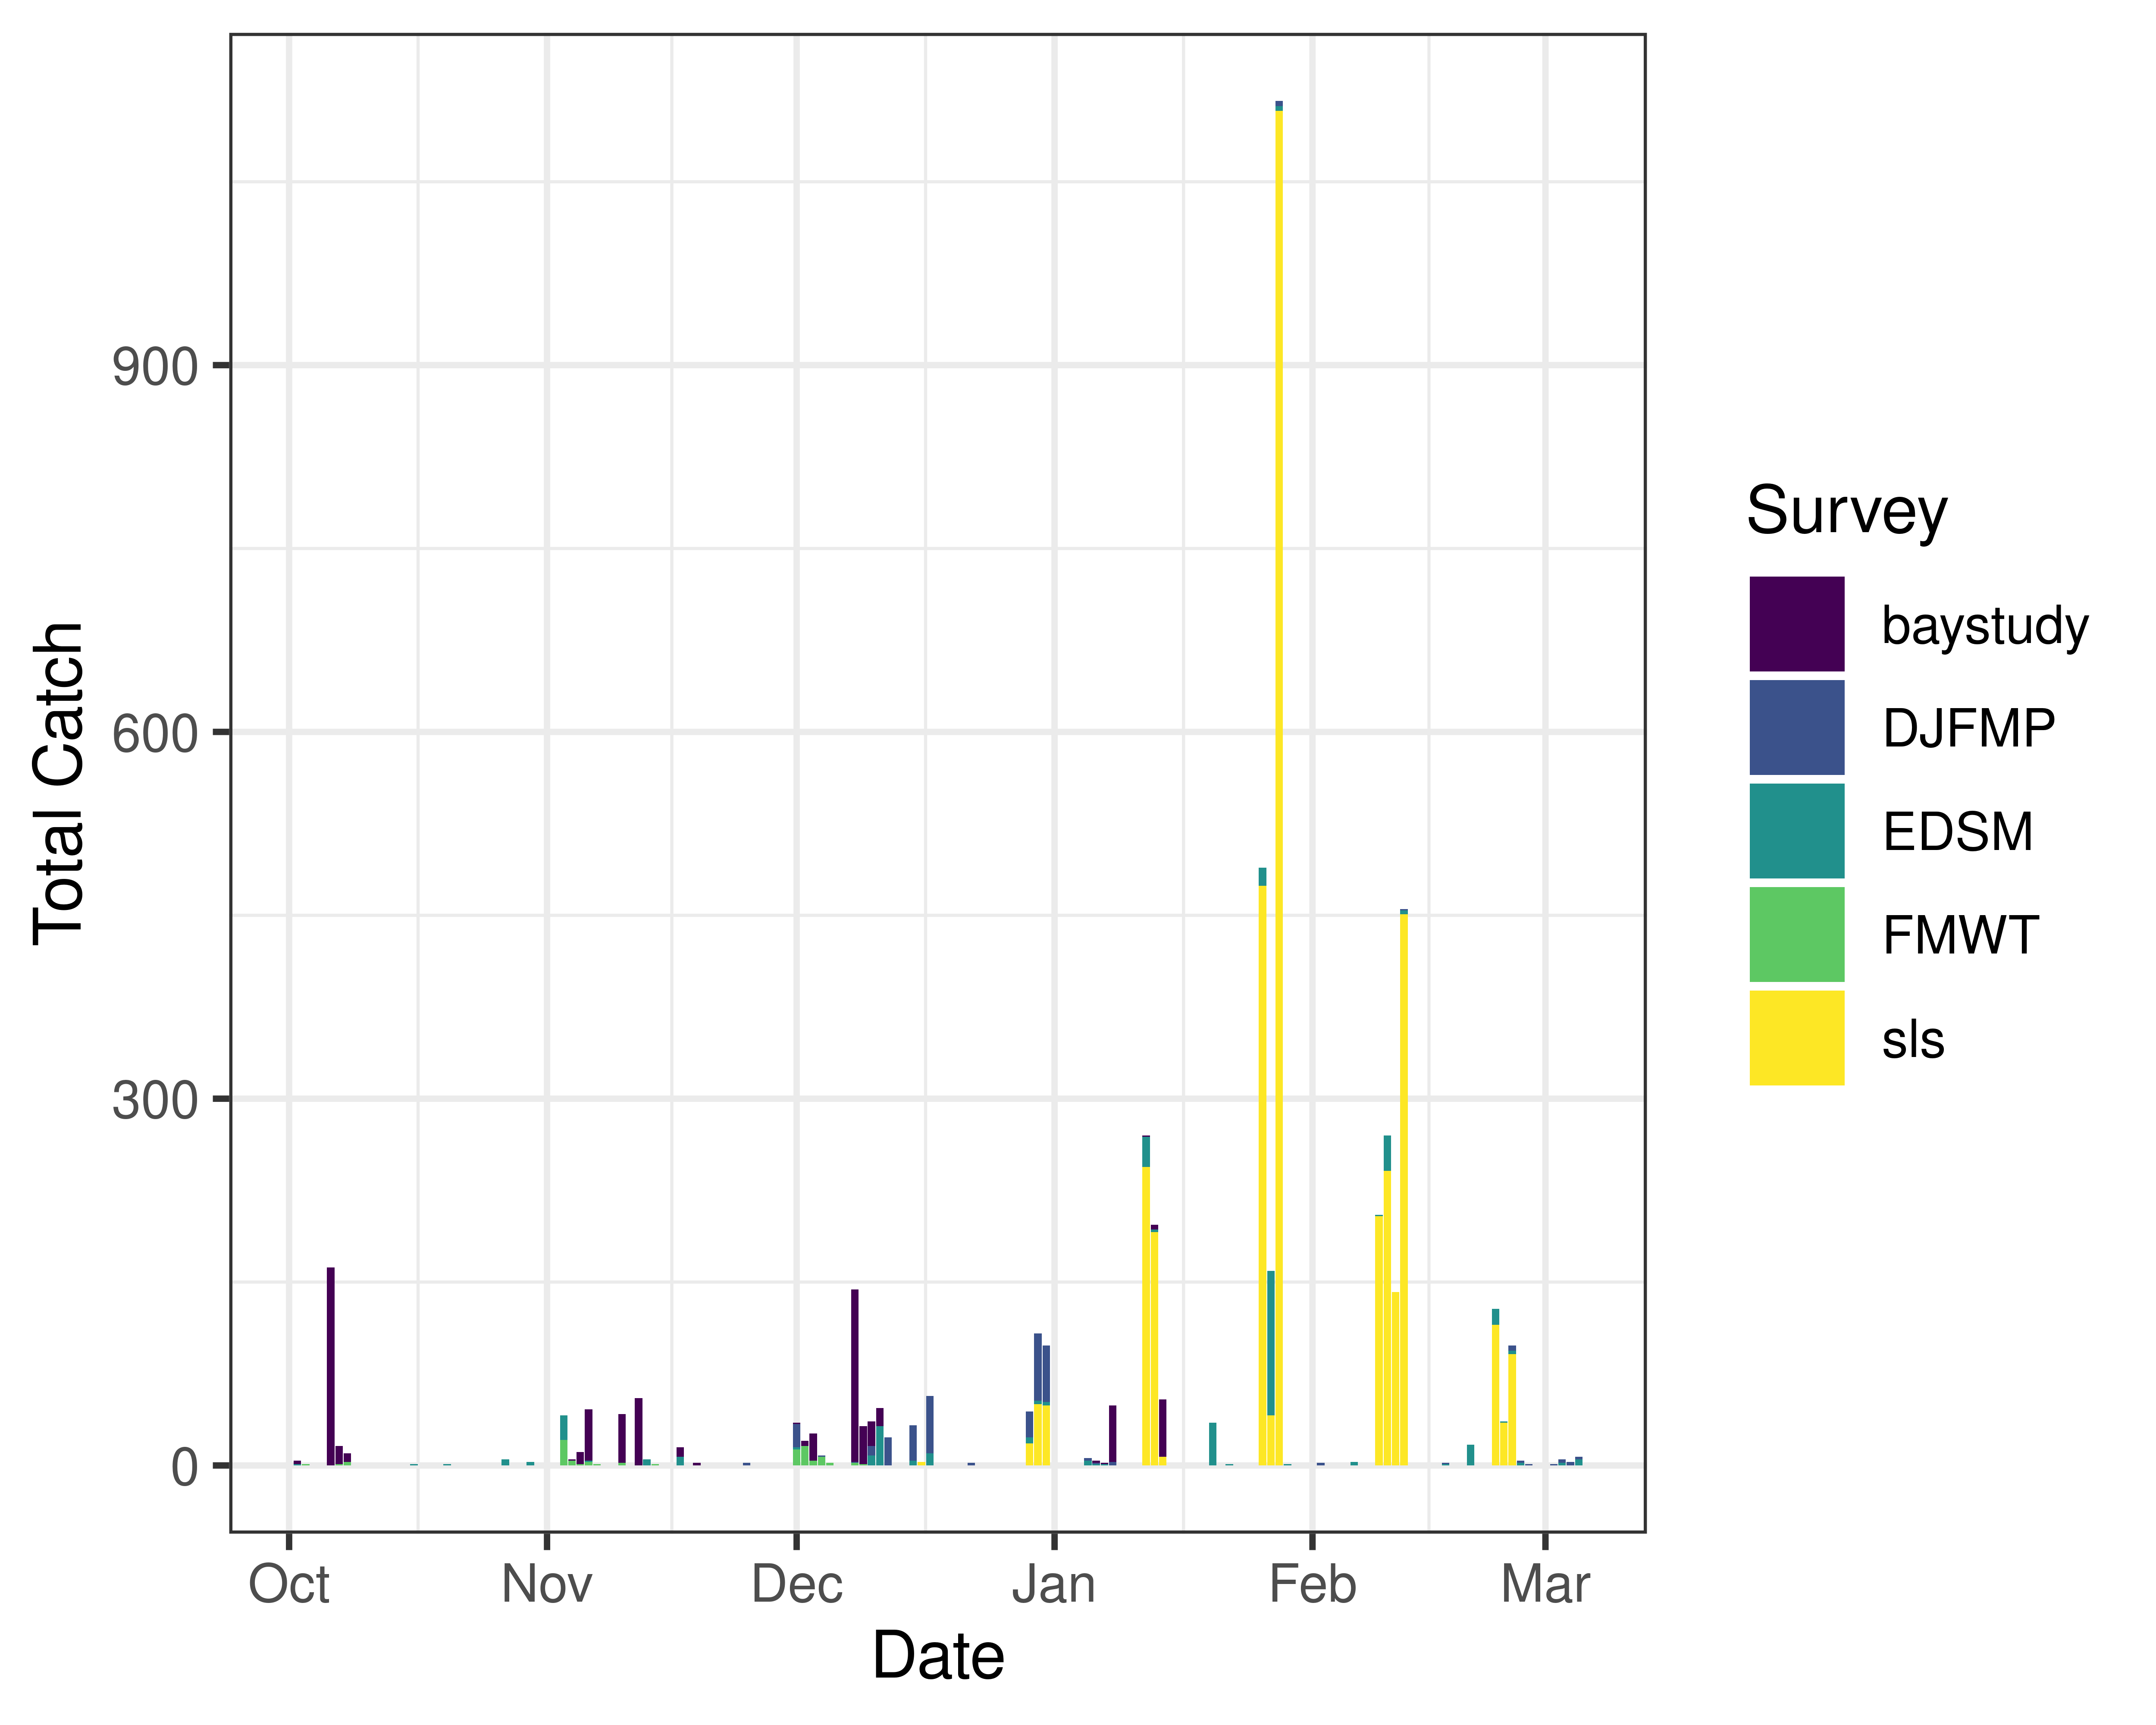 Total Catch
900
600
300
0
Oct Nov Dec Jan Feb Mar
Date
Survey
baystudy
DJFMP
EDSM
FMWT
sls